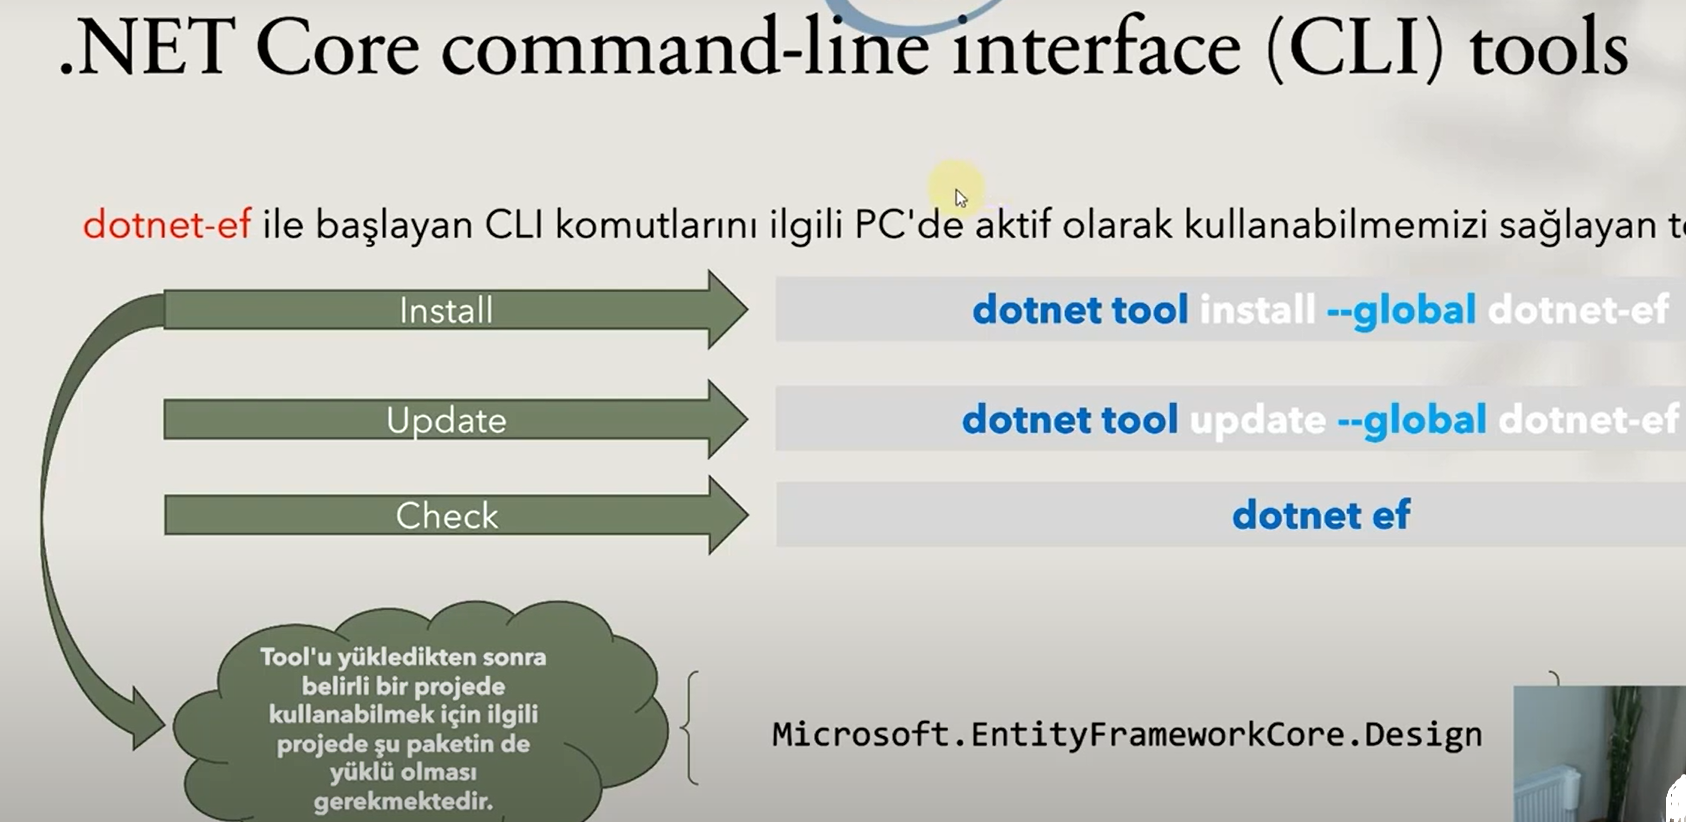 .NET Core command-line interface (CLI) tools
dotnet-ef ile başlayan CLI komutlarını ilgili PC'de aktif olarak kullanabilmemizi sağlayan
Install
dotnet tool install --global dotnet-ef
Update
dotnet tool update --global dotnet-ef
Check
dotnet ef
Tool'u yükledikten sonra
belirli bir projede
kullanabilmek için ilgili
projede şu paketin de
yüklü olması
gerekmektedir.
Microsoft.EntityFrameworkCore.Design